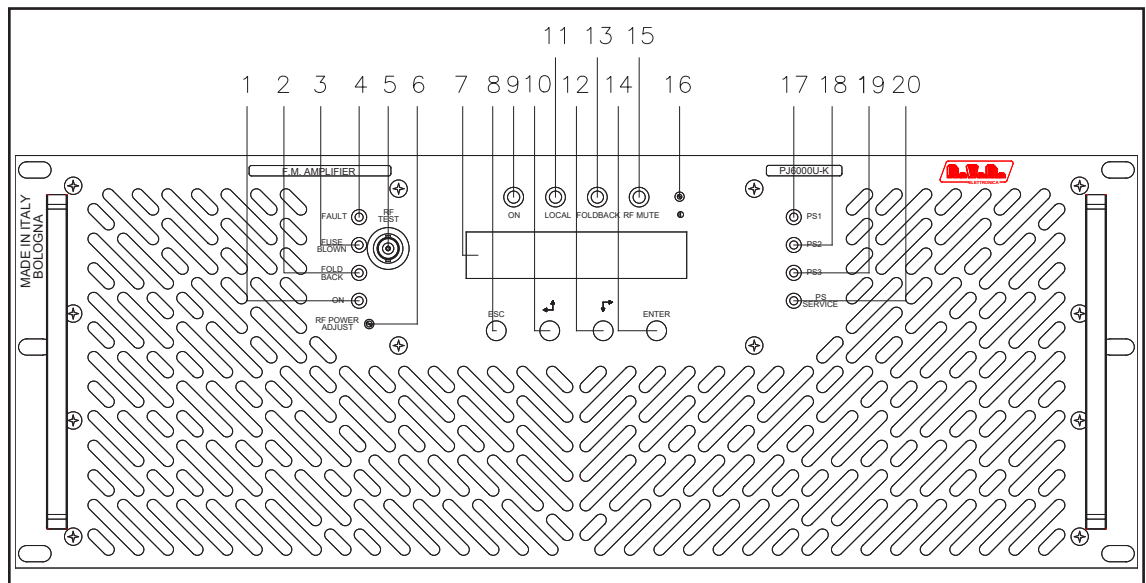 11 13 15
1 2 3 4 5 6 7 8 9 10 12 14 16 17 18 19 20
F.M. AMPLIFIER
PJ6000U-K
R.V.R.
ELETTRONICA
MADE IN ITALY
BOLOGNA
FAULT
RF
TEST
FUSE
BLOWN
FOLD
BACK
ON
RF POWER
ADJUST
ON LOCAL FOLDBACK RF MUTE
ESC
ENTER
PS1
PS2
PS3
PS
SERVICE